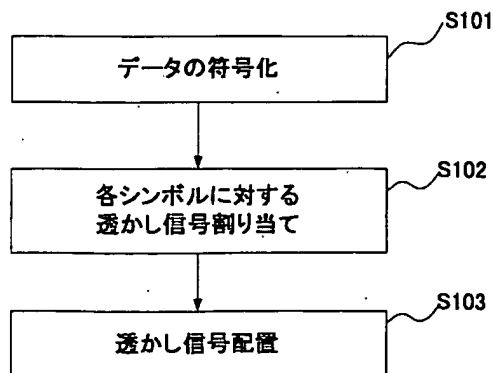 S101
データの符号化
S102
各シンボルに対する
透かし信号割り当て
S103
透かし信号配置